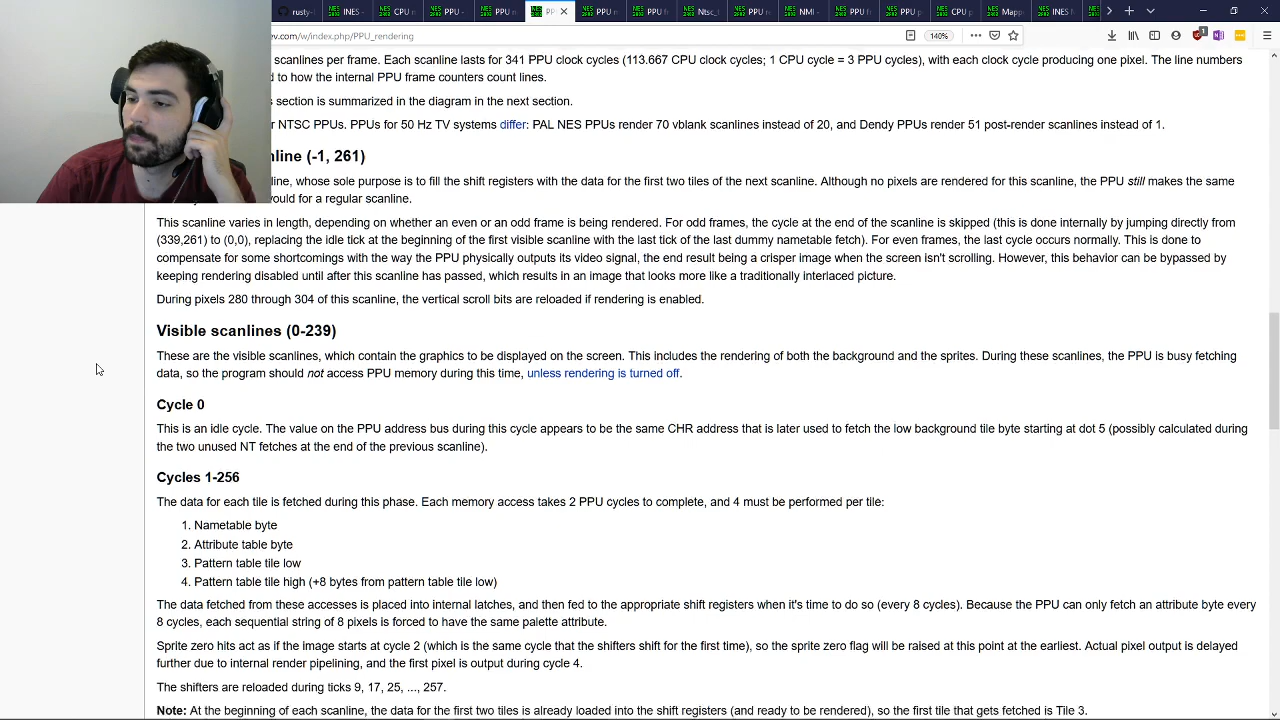 rusty-
iNES -
CPU n
PPU -
PPU n
PP
PPU n
PPU f
Ntsc_f
PPU re
NMI -
PPU fr
PPU p
PPU p
Mapp
iNES -
iNES M
ev.com/w/index.php/PPU_rendering
140%
scanlines per frame. Each scanline lasts for 341 PPU clock cycles (113.667 CPU clock cycles; 1 CPU cycle = 3 PPU cycles), with each clock cycle producing one pixel. The line numbers
d to how the internal PPU frame counters count lines.
s section is summarized in the diagram in the next section.
r NTSC PPUs. PPUs for 50 Hz TV systems differ: PAL NES PPUs render 70 vblank scanlines instead of 20, and Dendy PPUs render 51 post-render scanlines instead of 1.
nline (-1, 261)
line, whose sole purpose is to fill the shift registers with the data for the first two tiles of the next scanline. Although no pixels are rendered for this scanline, the PPU still makes the same
ould for a regular scanline.
This scanline varies in length, depending on whether an even or an odd frame is being rendered. For odd frames, the cycle at the end of the scanline is skipped (this is done internally by jumping directly from
(339,261) to (0,0), replacing the idle tick at the beginning of the first visible scanline with the last tick of the last dummy nametable fetch). For even frames, the last cycle occurs normally. This is done to
compensate for some shortcomings with the way the PPU physically outputs its video signal, the end result being a crisper image when the screen isn't scrolling. However, this behavior can be bypassed by
keeping rendering disabled until after this scanline has passed, which results in an image that looks more like a traditionally interlaced picture.
During pixels 280 through 304 of this scanline, the vertical scroll bits are reloaded if rendering is enabled.
Visible scanlines (0-239)
These are the visible scanlines, which contain the graphics to be displayed on the screen. This includes the rendering of both the background and the sprites. During these scanlines, the PPU is busy fetching
data, so the program should not access PPU memory during this time, unless rendering is turned off.
Cycle 0
This is an idle cycle. The value on the PPU address bus during this cycle appears to be the same CHR address that is later used to fetch the low background tile byte starting at dot 5 (possibly calculated during
the two unused NT fetches at the end of the previous scanline).
Cycles 1-256
The data for each tile is fetched during this phase. Each memory access takes 2 PPU cycles to complete, and 4 must be performed per tile:
1. Nametable byte
2. Attribute table byte
3. Pattern table tile low
4. Pattern table tile high (+8 bytes from pattern table tile low)
The data fetched from these accesses is placed into internal latches, and then fed to the appropriate shift registers when it's time to do so (every 8 cycles). Because the PPU can only fetch an attribute byte every
8 cycles, each sequential string of 8 pixels is forced to have the same palette attribute.
Sprite zero hits act as if the image starts at cycle 2 (which is the same cycle that the shifters shift for the first time), so the sprite zero flag will be raised at this point at the earliest. Actual pixel output is delayed
further due to internal render pipelining, and the first pixel is output during cycle 4.
The shifters are reloaded during ticks 9, 17, 25, ..., 257.
Note: At the beginning of each scanline, the data for the first two tiles is already loaded into the shift registers (and ready to be rendered), so the first tile that gets fetched is Tile 3.